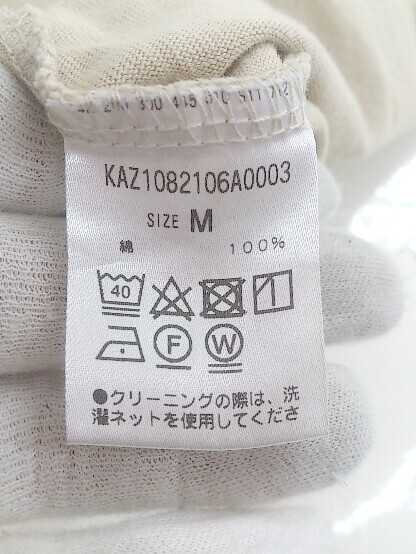 KAZ1082106A0003
SIZE M
綿 100%
40
F W
●クリーニングの際は、洗
濯ネットを使用してくださ